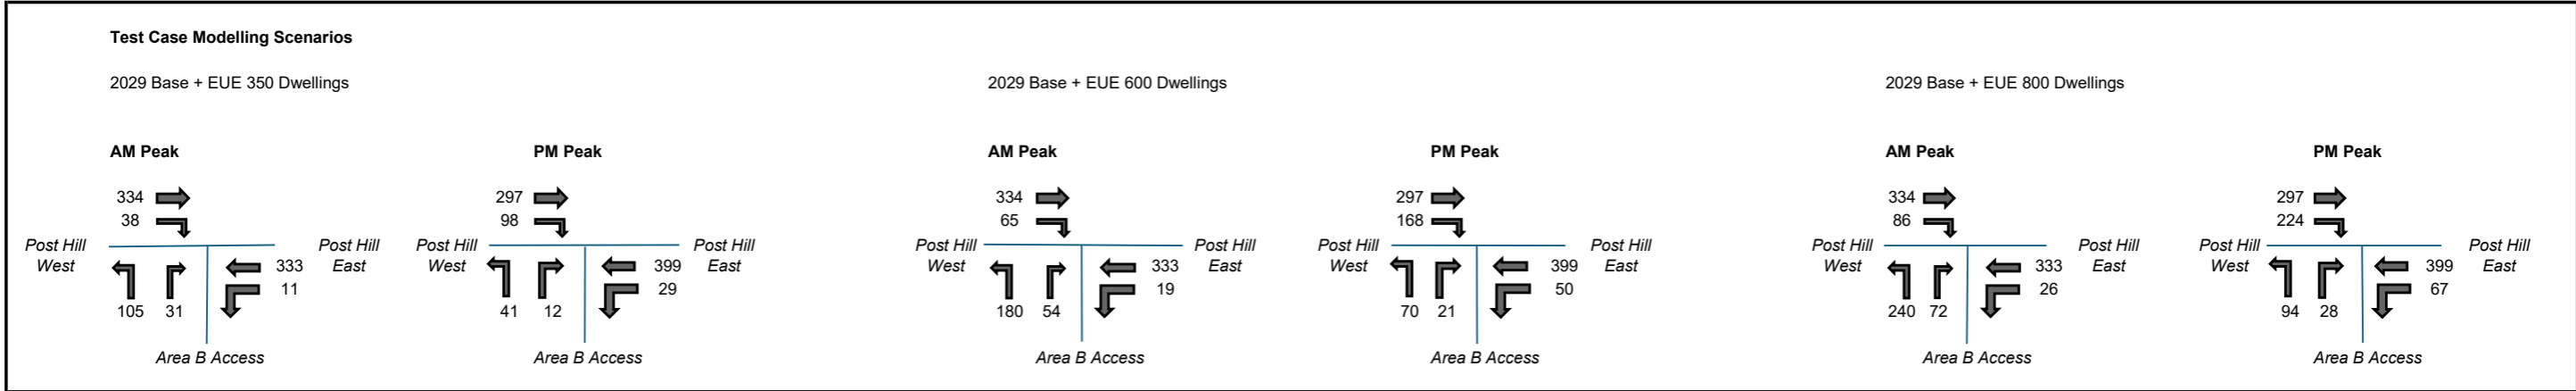 Test Case Modelling Scenarios
2029 Base + EUE 350 Dwellings
2029 Base + EUE 600 Dwellings
2029 Base + EUE 800 Dwellings
AM Peak
334
38
Post Hill
West
Post Hill
East
333
11
105
31
Area B Access
PM Peak
297
98
Post Hill
West
Post Hill
East
399
29
41
12
Area B Access
AM Peak
334
65
Post Hill
West
Post Hill
East
333
19
180
54
Area B Access
PM Peak
297
168
Post Hill
West
Post Hill
East
399
50
70
21
Area B Access
AM Peak
334
86
Post Hill
West
Post Hill
East
333
26
240
72
Area B Access
PM Peak
297
224
Post Hill
West
Post Hill
East
399
67
94
28
Area B Access